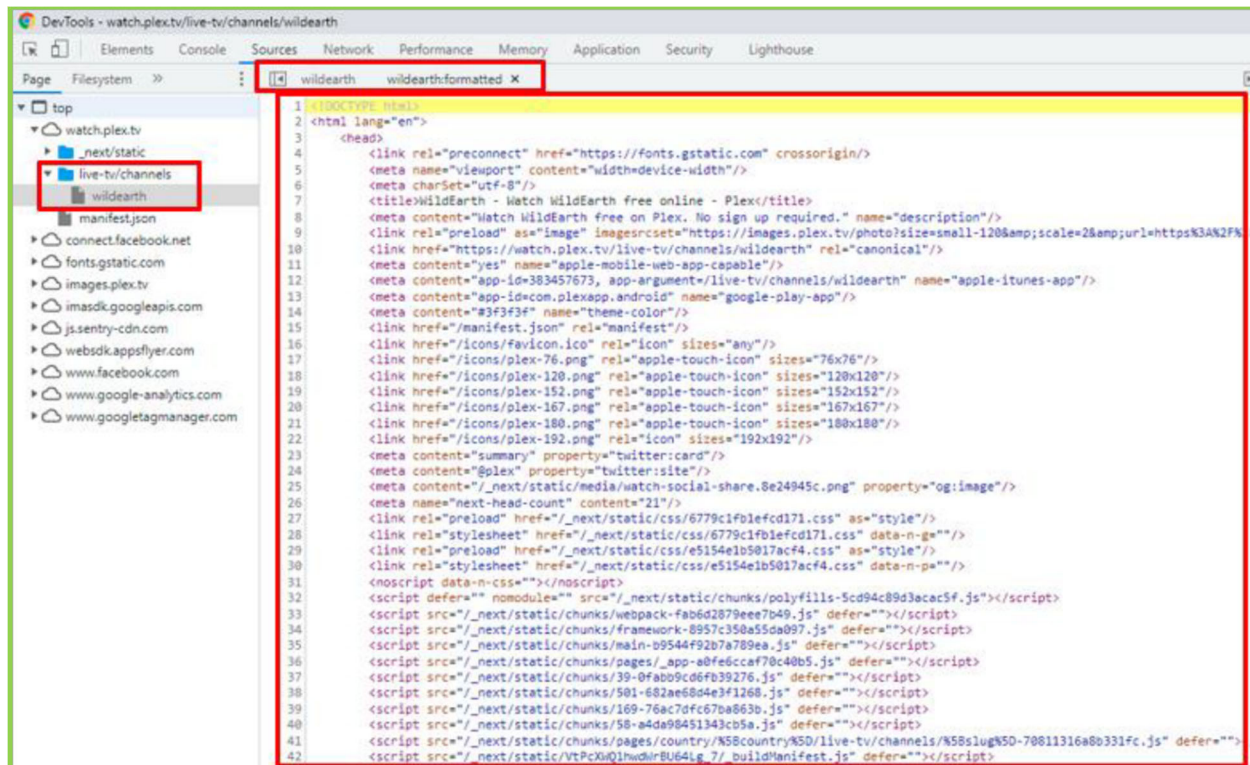 DevTools - watch.plex.tv/live-tv/channels/wildearth
Elements Console Sources Network Performance Memory Application Security Lighthouse
Page Filesystem »
wildearth wildearth:formatted ×
top
watch.plex.tv
_next/static
live-tv/channels
wildearth
manifest.json
connect.facebook.net
fonts.gstatic.com
images.plex.tv
imasdk.googleapis.com
js.sentry-cdn.com
websdk.appsflyer.com
www.facebook.com
www.google-analytics.com
www.googletagmanager.com
1 <!DOCTYPE html>
2 <html lang="en">
3 <head>
4 <link rel="preconnect" href="https://fonts.gstatic.com" crossorigin/>
5 <meta name="viewport" content="width=device-width"/>
6 <meta charSet="utf-8"/>
7 <title>WildEarth - Watch WildEarth free online - Plex</title>
8 <meta content="Watch WildEarth free on Plex. No sign up required." name="description"/>
9 <link rel="preload" as="image" imagesrcset="https://images.plex.tv/photo?size=small-120&amp;scale=2&amp;url=https%3A%2F%
10 <link href="https://watch.plex.tv/live-tv/channels/wildearth" rel="canonical"/>
11 <meta content="yes" name="apple-mobile-web-app-capable"/>
12 <meta content="app-id=383457673, app-argument=/live-tv/channels/wildearth" name="apple-itunes-app"/>
13 <meta content="app-id=com.plexapp.android" name="google-play-app"/>
14 <meta content="#3f3f3f" name="theme-color"/>
15 <link href="/manifest.json" rel="manifest"/>
16 <link href="/icons/favicon.ico" rel="icon" sizes="any"/>
17 <link href="/icons/plex-76.png" rel="apple-touch-icon" sizes="76x76"/>
18 <link href="/icons/plex-120.png" rel="apple-touch-icon" sizes="120x120"/>
19 <link href="/icons/plex-152.png" rel="apple-touch-icon" sizes="152x152"/>
20 <link href="/icons/plex-167.png" rel="apple-touch-icon" sizes="167x167"/>
21 <link href="/icons/plex-180.png" rel="apple-touch-icon" sizes="180x180"/>
22 <link href="/icons/plex-192.png" rel="icon" sizes="192x192"/>
23 <meta content="summary" property="twitter:card"/>
24 <meta content="@plex" property="twitter:site"/>
25 <meta content="/_next/static/media/watch-social-share.8e24945c.png" property="og:image"/>
26 <meta name="next-head-count" content="21"/>
27 <link rel="preload" href="/_next/static/css/6779c1fb1efcd171.css" as="style"/>
28 <link rel="stylesheet" href="/_next/static/css/6779c1fb1efcd171.css" data-n-g=""/>
29 <link rel="preload" href="/_next/static/css/e5154e1b5017acf4.css" as="style"/>
30 <link rel="stylesheet" href="/_next/static/css/e5154e1b5017acf4.css" data-n-p=""/>
31 <noscript data-n-css=""></noscript>
32 <script defer="" nomodule="" src="/_next/static/chunks/polyfills-5cd94c89d3acac5f.js"></script>
33 <script src="/_next/static/chunks/webpack-fab6d2879eee7b49.js" defer=""></script>
34 <script src="/_next/static/chunks/framework-8957c350a55da097.js" defer=""></script>
35 <script src="/_next/static/chunks/main-b9544f92b7a789ea.js" defer=""></script>
36 <script src="/_next/static/chunks/pages/_app-a0fe6ccaf70c40b5.js" defer=""></script>
37 <script src="/_next/static/chunks/39-0fabb9cd6fb39276.js" defer=""></script>
38 <script src="/_next/static/chunks/501-682ae68d4e3f1268.js" defer=""></script>
39 <script src="/_next/static/chunks/169-76ac7dfc67ba863b.js" defer=""></script>
40 <script src="/_next/static/chunks/58-a4da98451343cb5a.js" defer=""></script>
41 <script src="/_next/static/chunks/pages/country/%5Bcountry%5D/live-tv/channels/%5Bslug%5D-70811316a8b331fc.js" defer="">
42 <script src="/_next/static/VtPcXWQ1hwdWrBU64Lg_7/_buildManifest.js" defer=""></script>